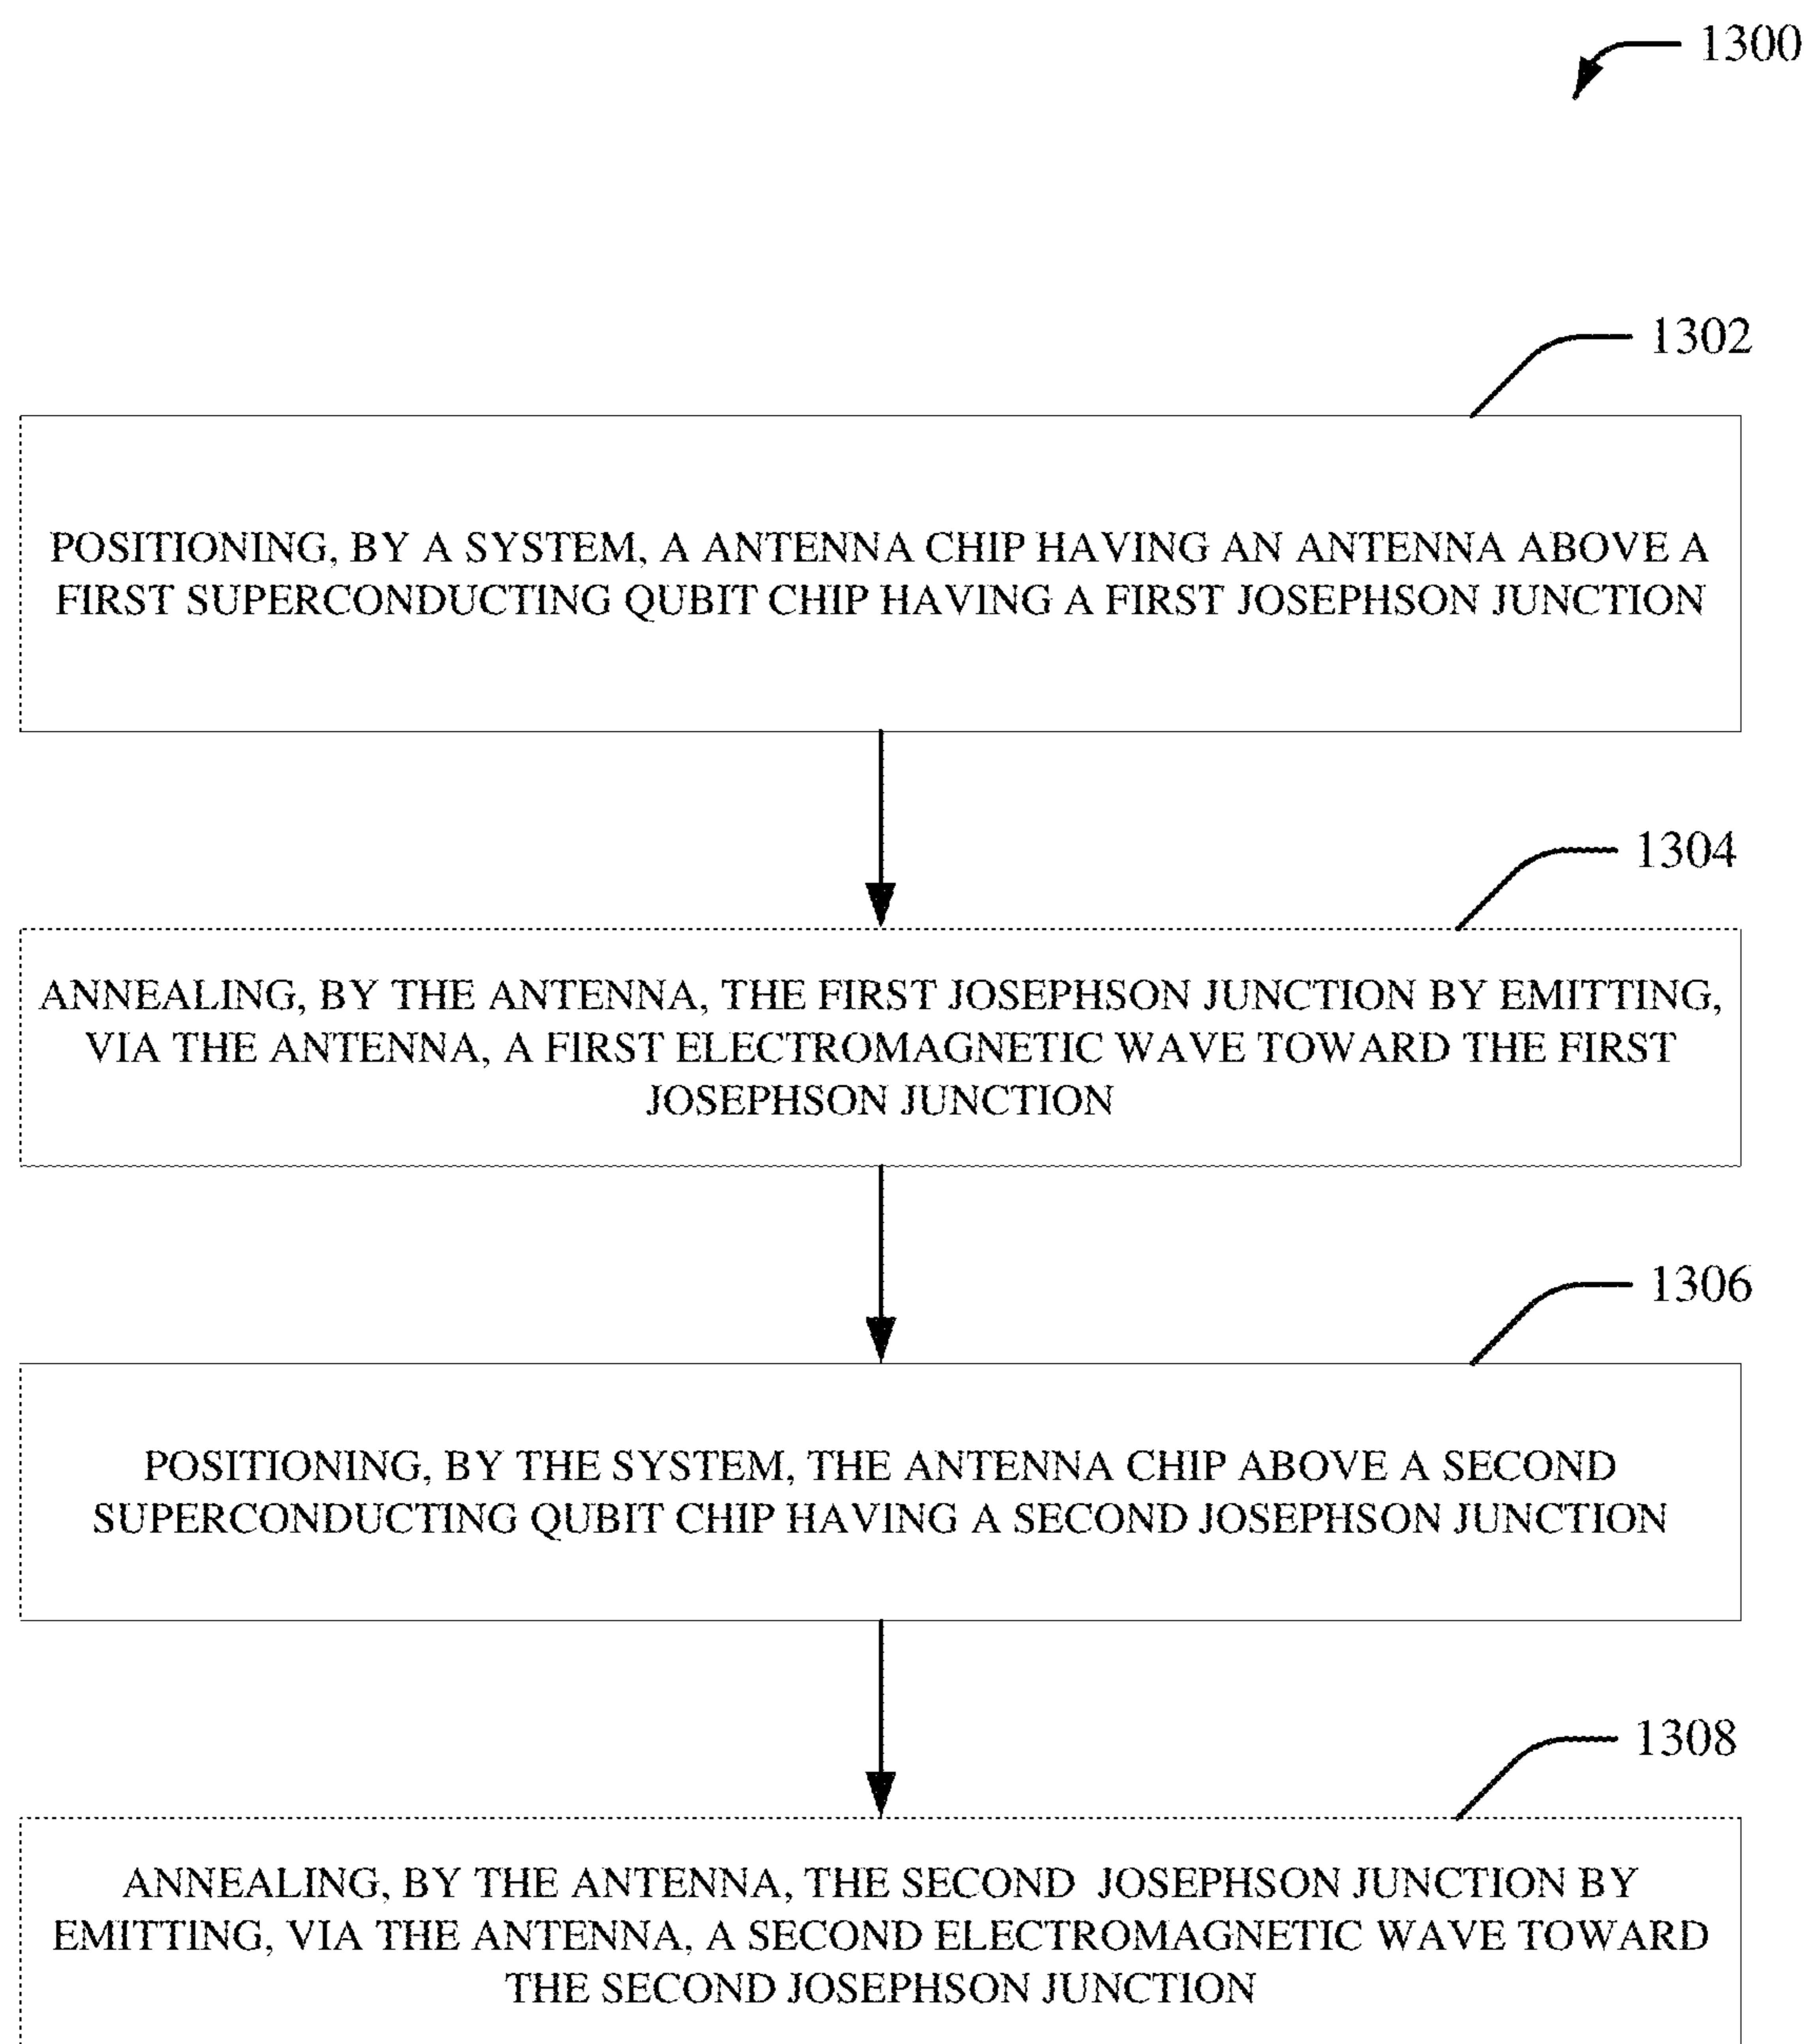 1300
1302
POSITIONING, BY A SYSTEM, A ANTENNA CHIP HAVING AN ANTENNA ABOVE A
FIRST SUPERCONDUCTING QUBIT CHIP HAVING A FIRST JOSEPHSON JUNCTION
1304
ANNEALING, BY THE ANTENNA, THE FIRST JOSEPHSON JUNCTION BY EMITTING,
VIA THE ANTENNA, A FIRST ELECTROMAGNETIC WAVE TOWARD THE FIRST
JOSEPHSON JUNCTION
1306
POSITIONING, BY THE SYSTEM, THE ANTENNA CHIP ABOVE A SECOND
SUPERCONDUCTING QUBIT CHIP HAVING A SECOND JOSEPHSON JUNCTION
1308
ANNEALING, BY THE ANTENNA, THE SECOND JOSEPHSON JUNCTION BY
EMITTING, VIA THE ANTENNA, A SECOND ELECTROMAGNETIC WAVE TOWARD
THE SECOND JOSEPHSON JUNCTION